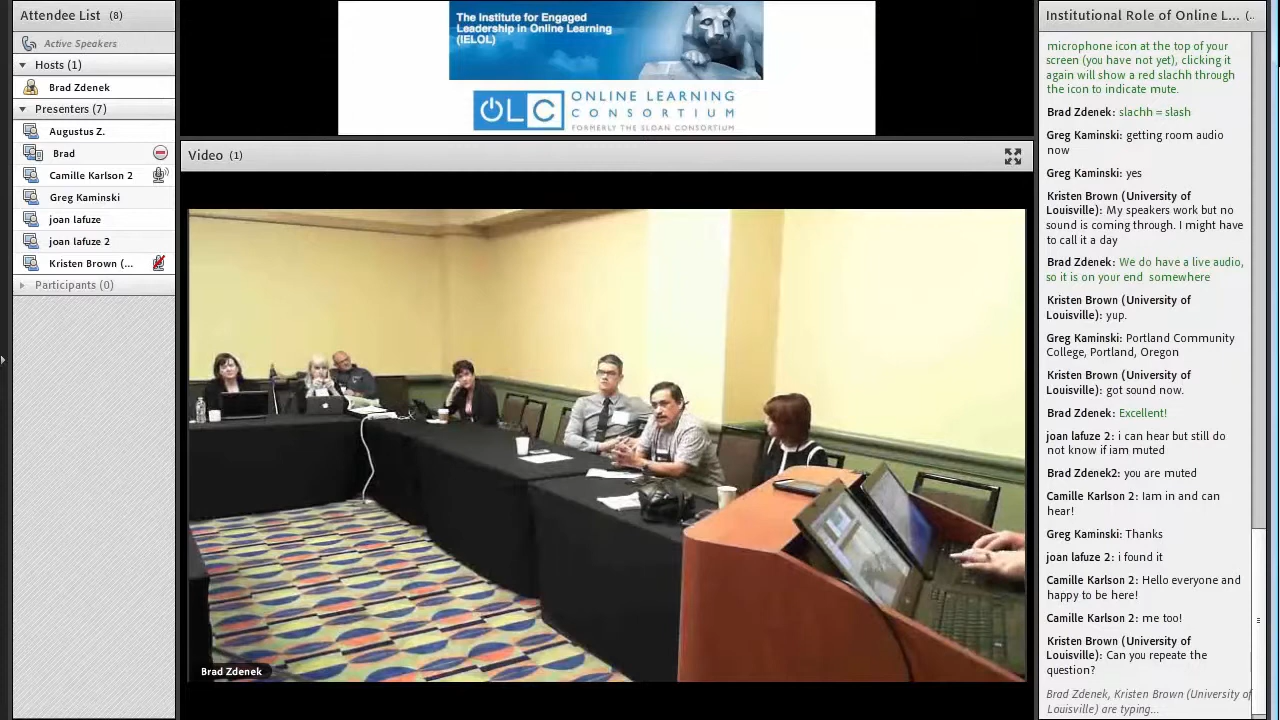 Attendee List (8)
Active Speakers
Hosts (1)
Brad Zdenek
Presenters (7)
Augustus Z.
Brad
Camille Karlson 2
Greg Kaminski
joan lafuze
joan lafuze 2
Kristen Brown (...
Participants (0)
The Institute for Engaged
Leadership in Online Learning
(IELOL)
OLC
ONLINE LEARNING
CONSORTIUM
FORMERLY THE SLOAN CONSORTIUM
Video (1)
Brad Zdenek
Institutional Role of Online L... (..
microphone icon at the top of your
screen (you have not yet), clicking it
again will show a red slachh through
the icon to indicate mute.
Brad Zdenek: slachh = slash
Greg Kaminski: getting room audio
now
Greg Kaminski: yes
Kristen Brown (University of
Louisville): My speakers work but no
sound is coming through. I might have
to call it a day
Brad Zdenek: We do have a live audio,
so it is on your end somewhere
Kristen Brown (University of
Louisville): yup.
Greg Kaminski: Portland Community
College, Portland, Oregon
Kristen Brown (University of
Louisville): got sound now.
Brad Zdenek: Excellent!
joan lafuze 2: i can hear but still do
not know if iam muted
Brad Zdenek2: you are muted
Camille Karlson 2: Iam in and can
hear!
Greg Kaminski: Thanks
joan lafuze 2: i found it
Camille Karlson 2: Hello everyone and
happy to be here!
Camille Karlson 2: me too!
Kristen Brown (University of
Louisville): Can you repeate the
question?
Brad Zdenek, Kristen Brown (University of
Louisville) are typing...